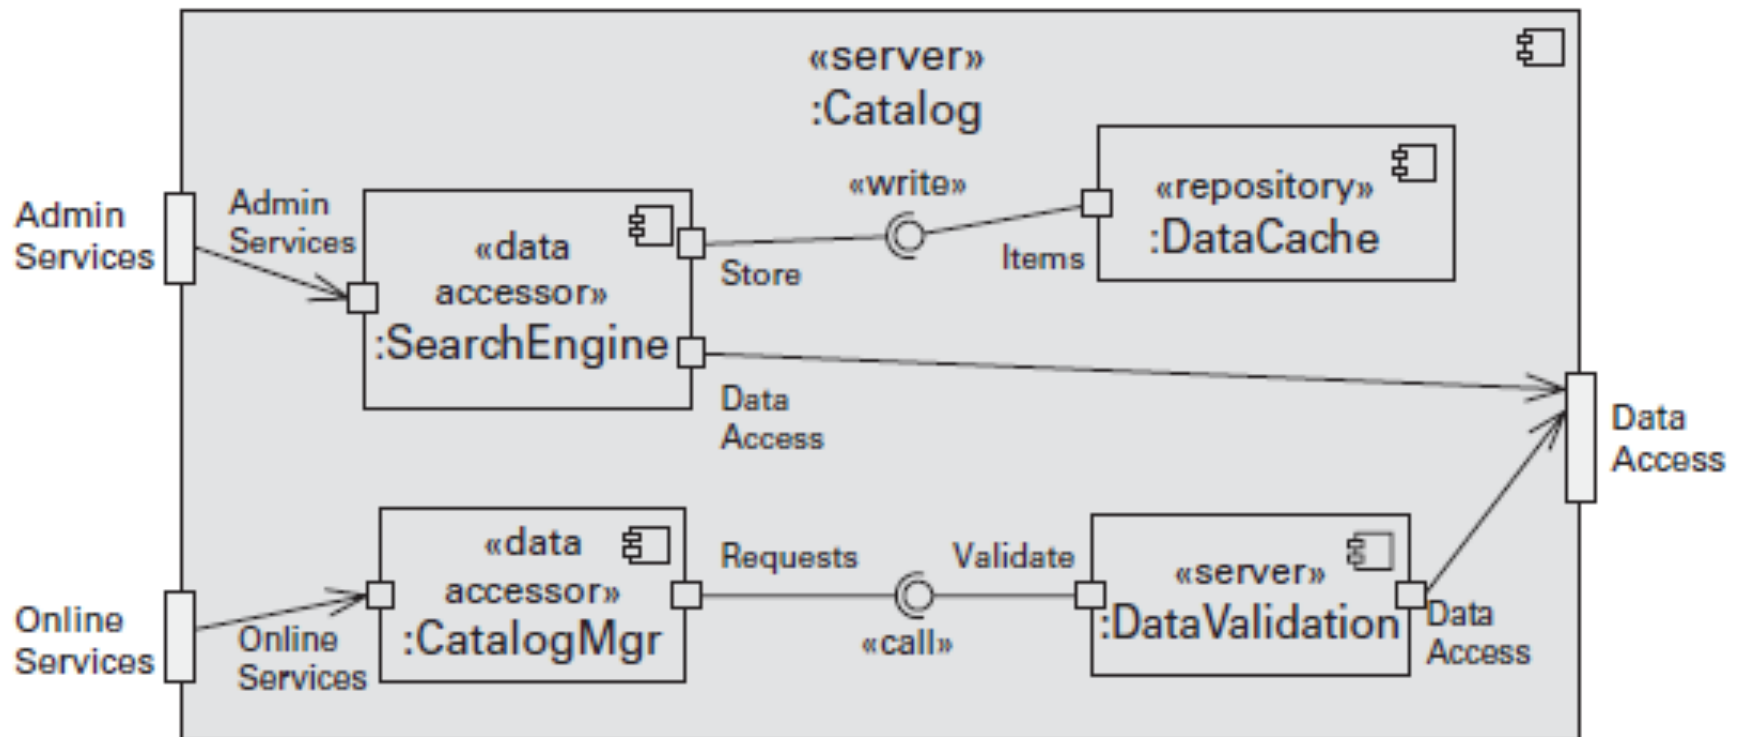 «server»
:Catalog
Admin
Services
Admin
Services
«data
accessor»
:SearchEngine
Store
«write»
Items
«repository»
:DataCache
Data
Access
Data
Access
Online
Services
Online
Services
«data
accessor»
:CatalogMgr
Requests
«call»
Validate
«server»
:DataValidation
Data
Access